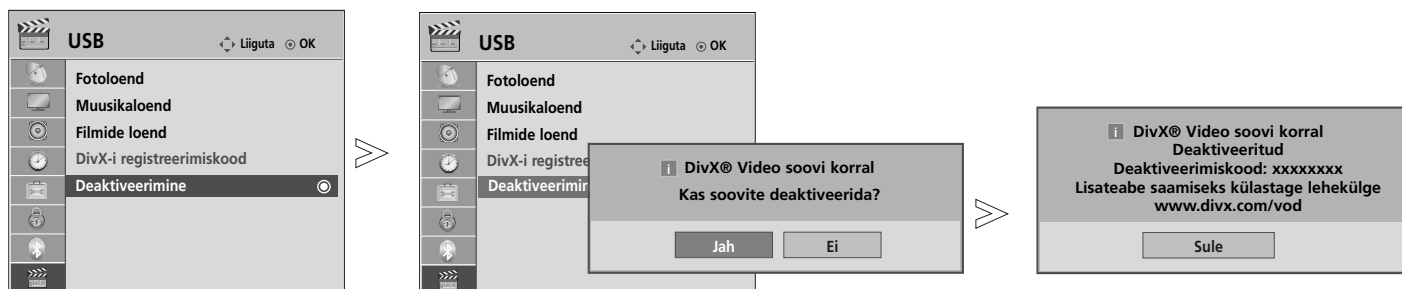 USB Liiguta OK
Fotoloend
Muusikaloend
Filmide loend
DivX-i registreerimiskood
Deaktiveerimine
USB Liiguta OK
Fotoloend
Muusikaloend
Filmide loend
DivX-i registree
Deaktiveerimi
i DivX® Video soovi korral
Kas soovite deaktiveerida?
Jah Ei
i DivX® Video soovi korral
Deaktiveeritud
Deaktiveerimiskood: xxxxxxxx
Lisateabe saamiseks külastage lehekülge
www.divx.com/vod
Sule